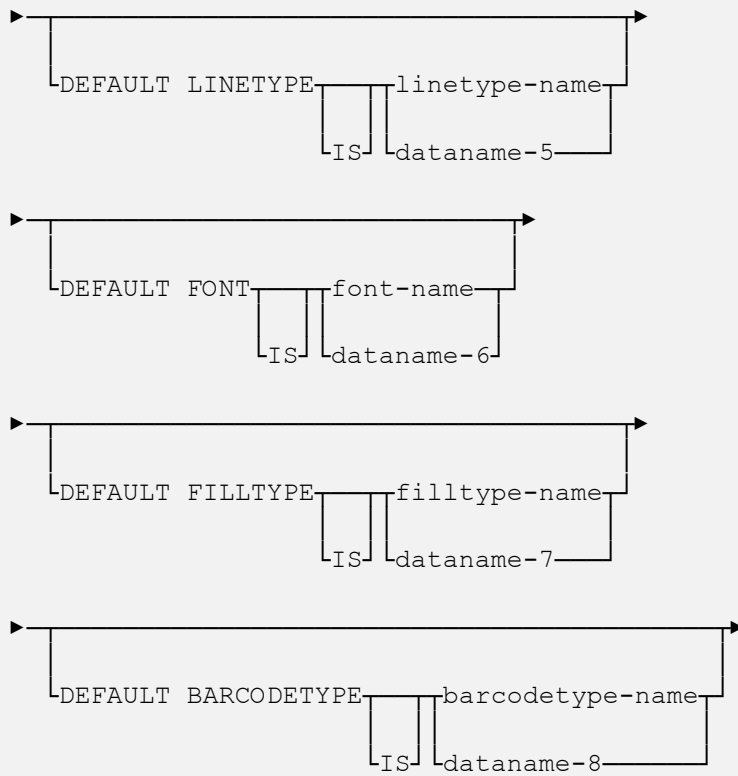 DEFAULT LINETYPE linetype-name
IS dataname-5
DEFAULT FONT font-name
IS dataname-6
DEFAULT FILLTYPE filltype-name
IS dataname-7
DEFAULT BARCODETYPE barcodetype-name
IS dataname-8